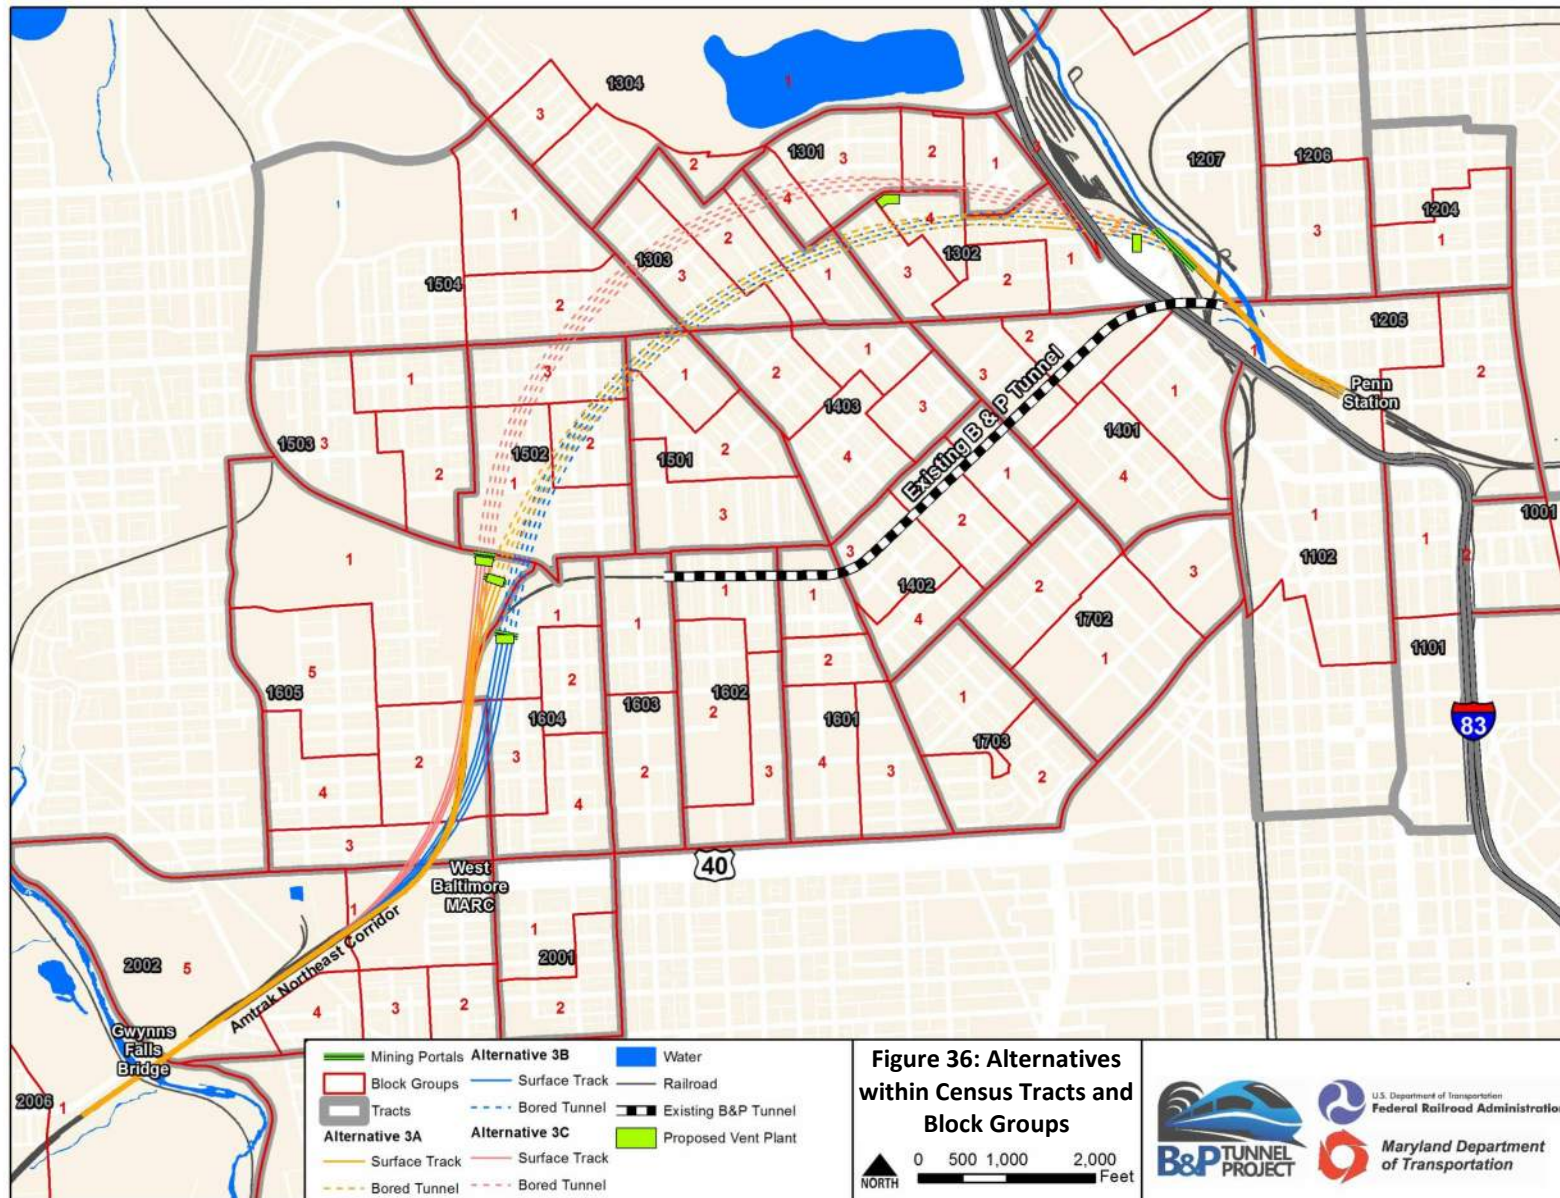 1304
1
3
1301
3
2
1
3
2
1207
1206
1204
1
3
1
4
4
2
1303
3
1
1302
3
2
1
1504
2
1205
1
2
Penn
Station
1
3
1
2
1
1403
3
3
2
1
1401
4
1503
3
2
1502
1
2
1501
2
3
4
Existing B & P Tunnel
1
2
3
1402
4
1
1102
1
1001
2
1
1
1
1
1
2
1702
3
1
1101
5
1605
2
1604
1603
1602
2
2
1601
1
1703
2
83
2
3
2
3
4
3
4
4
3
40
West
Baltimore
MARC
1
Amtrak Northeast Corridor
2002
5
1
2001
4
3
2
2
Gwynns
Falls
Bridge
2006
1
Mining Portals
Block Groups
Tracts
Alternative 3A
Surface Track
Bored Tunnel
Alternative 3B
Surface Track
Bored Tunnel
Alternative 3C
Surface Track
Bored Tunnel
Water
Railroad
Existing B&P Tunnel
Proposed Vent Plant
Figure 36: Alternatives
within Census Tracts and
Block Groups
NORTH
0 500 1,000 2,000
Feet
B&P TUNNEL
PROJECT
U.S. Department of Transportation
Federal Railroad Administration
Maryland Department
of Transportation